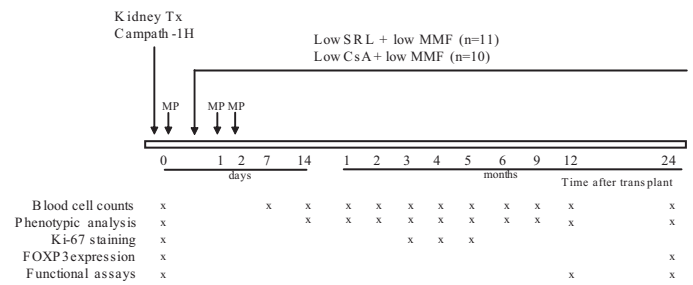 Kidney Tx
Campath-1H
Low SRL + low MMF (n=11)
Low CsA + low MMF (n=10)
MP MP MP
0 1 2 7 14 1 2 3 4 5 6 9 12 24
days months
Time after transplant
Blood cell counts x x x x x x x x x x x x x
Phenotypic analysis x x x x x x x x x x x x
Ki-67 staining x x x x
FOXP3 expression x x
Functional assays x x x